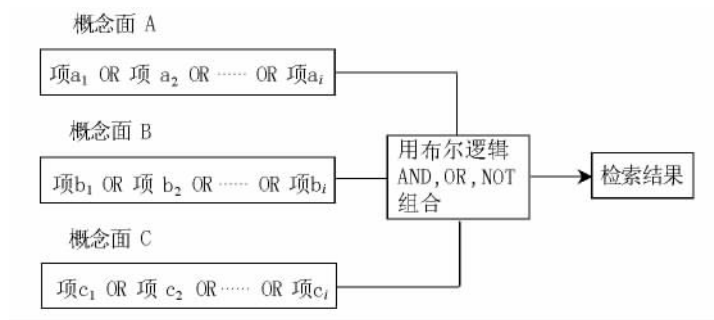 概念面 A
项a₁ OR 项 a₂ OR ······ OR 项aᵢ
概念面 B
项b₁ OR 项 b₂ OR ······ OR 项bᵢ
用布尔逻辑
AND,OR,NOT
组合
检索结果
概念面 C
项c₁ OR 项 c₂ OR ······ OR 项cᵢ